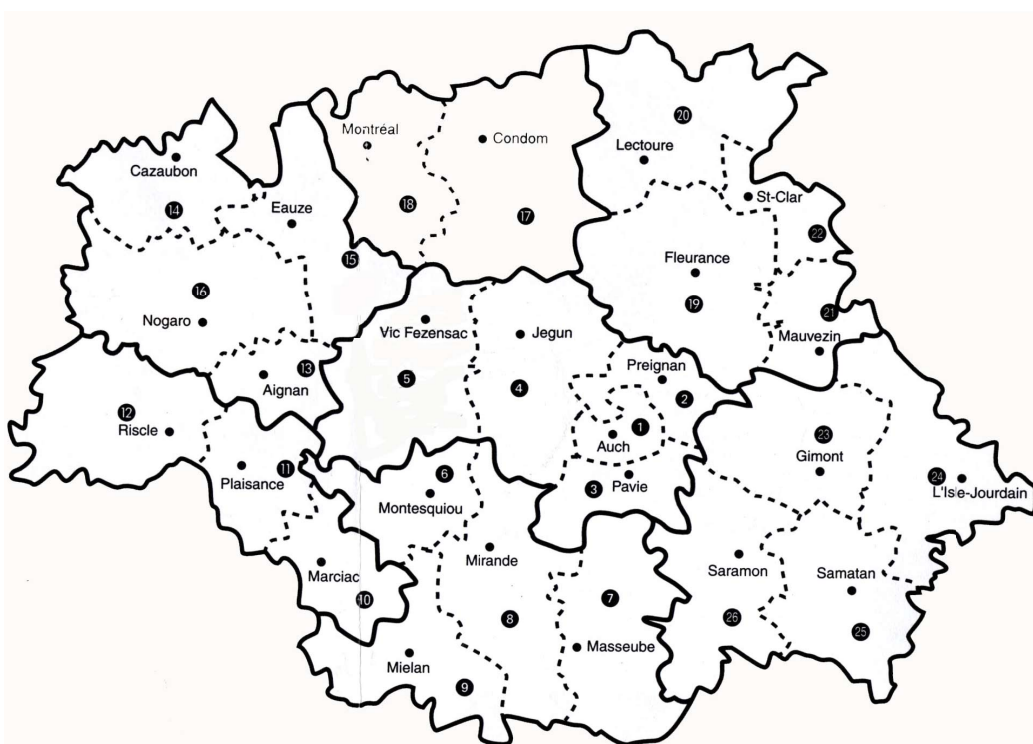 20
Montréal
Condom
Lectoure
Cazaubon
St-Clar
14
Eauze
18
17
22
15
Fleurance
16
19
21
Nogaro
Vic Fezensac
Jegun
Mauvezin
13
Preignan
Aignan
5
4
2
12
1
23
Riscle
Auch
Gimont
11
6
24
Plaisance
3
Pavie
L'Isle-Jourdain
Montesquiou
Mirande
Saramon
Samatan
Marciac
10
7
8
26
25
Masseube
Mielan
9